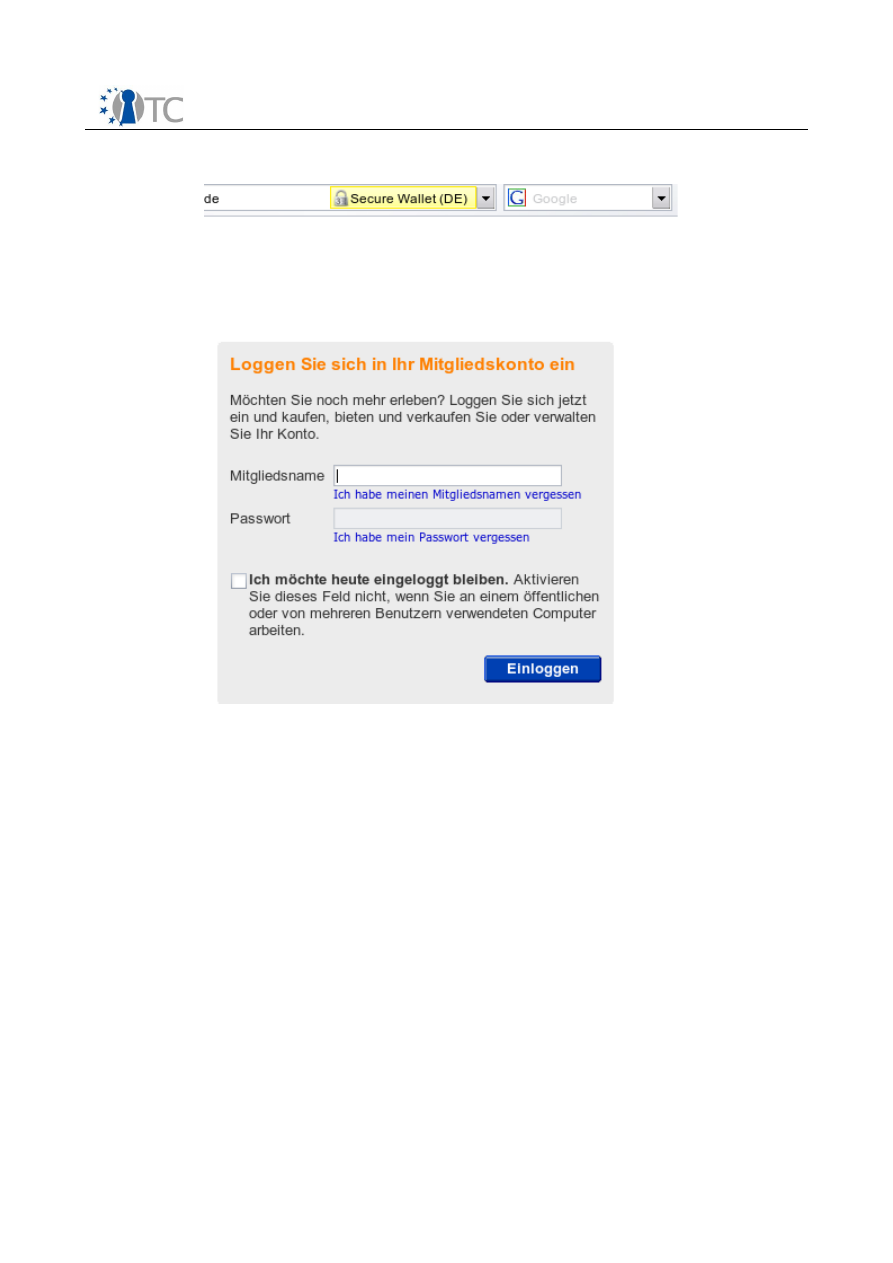 TC
de Secure Wallet (DE) G Google
Loggen Sie sich in Ihr Mitgliedskonto ein
Möchten Sie noch mehr erleben? Loggen Sie sich jetzt
ein und kaufen, bieten und verkaufen Sie oder verwalten
Sie Ihr Konto.
Mitgliedsname
Ich habe meinen Mitgliedsnamen vergessen
Passwort
Ich habe mein Passwort vergessen
Ich möchte heute eingeloggt bleiben. Aktivieren
Sie dieses Feld nicht, wenn Sie an einem öffentlichen
oder von mehreren Benutzern verwendeten Computer
arbeiten.
Einloggen